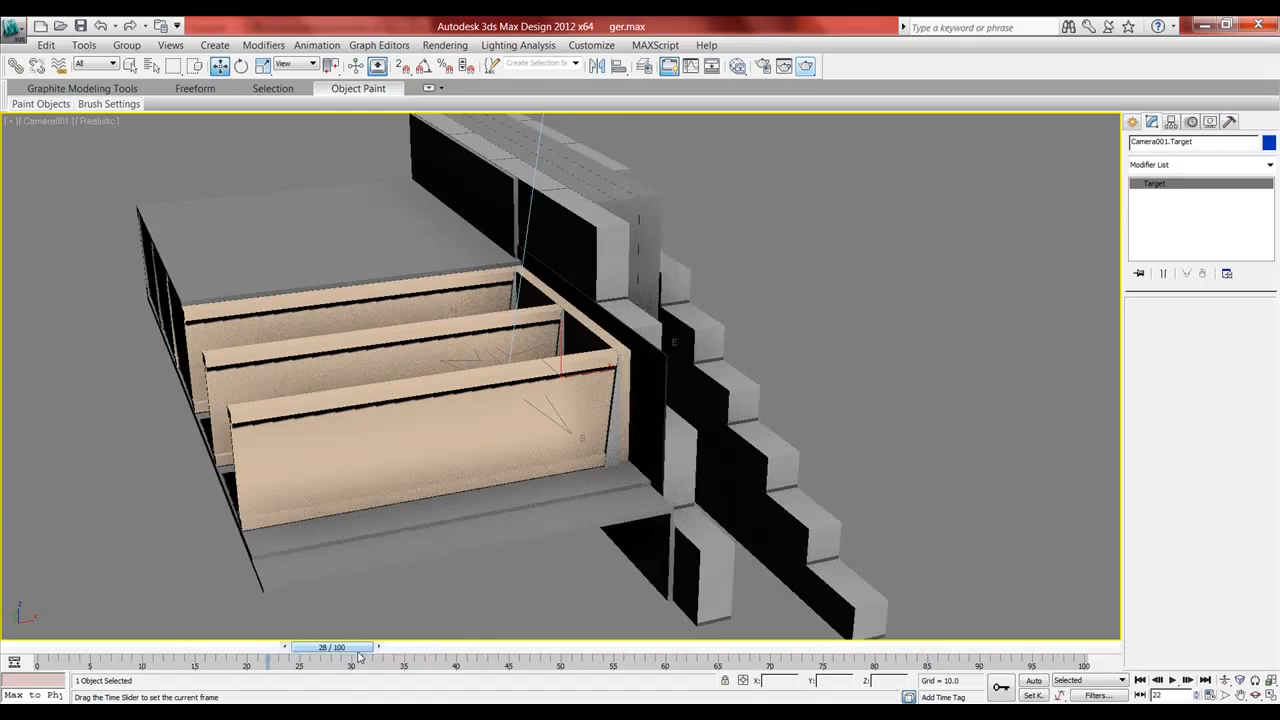 Autodesk 3ds Max Design 2012 x64 ger.max
Type a keyword or phrase
Edit Tools Group Views Create Modifiers Animation Graph Editors Rendering Lighting Analysis Customize MAXScript Help
All View Create Selection Se
Graphite Modeling Tools Freeform Selection Object Paint
Paint Objects Brush Settings
[ + ][ Camera001 ][ Realistic ]
Camera001.Target
Modifier List
Target
E
S
z
x
28 / 100
0 5 10 15 20 25 30 35 40 45 50 55 60 65 70 75 80 85 90 95 100
1 Object Selected X: Y: Z: Grid = 10.0 Auto Selected
Max to Phy Drag the Time Slider to set the current frame Add Time Tag Set K. Filters... 22